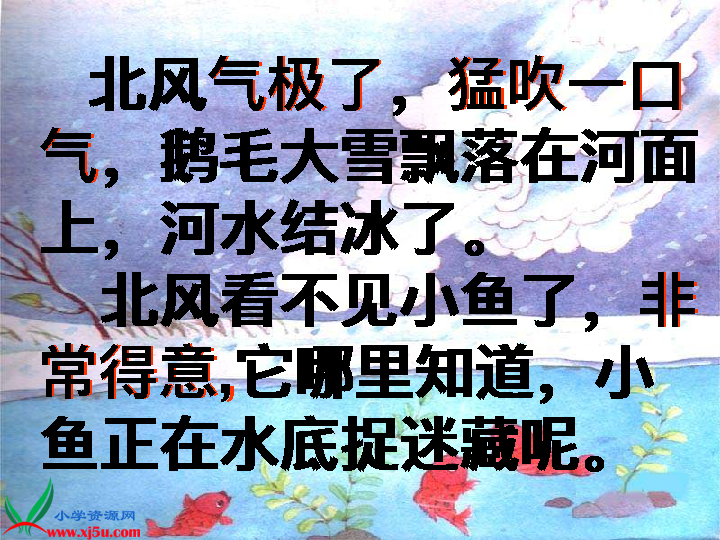 北风气极了，猛吹一口
气，鹅毛大雪飘落在河面
上，河水结冰了。
北风看不见小鱼了，非
常得意,它哪里知道，小
鱼正在水底捉迷藏呢。
小学资源网
www.xj5u.com